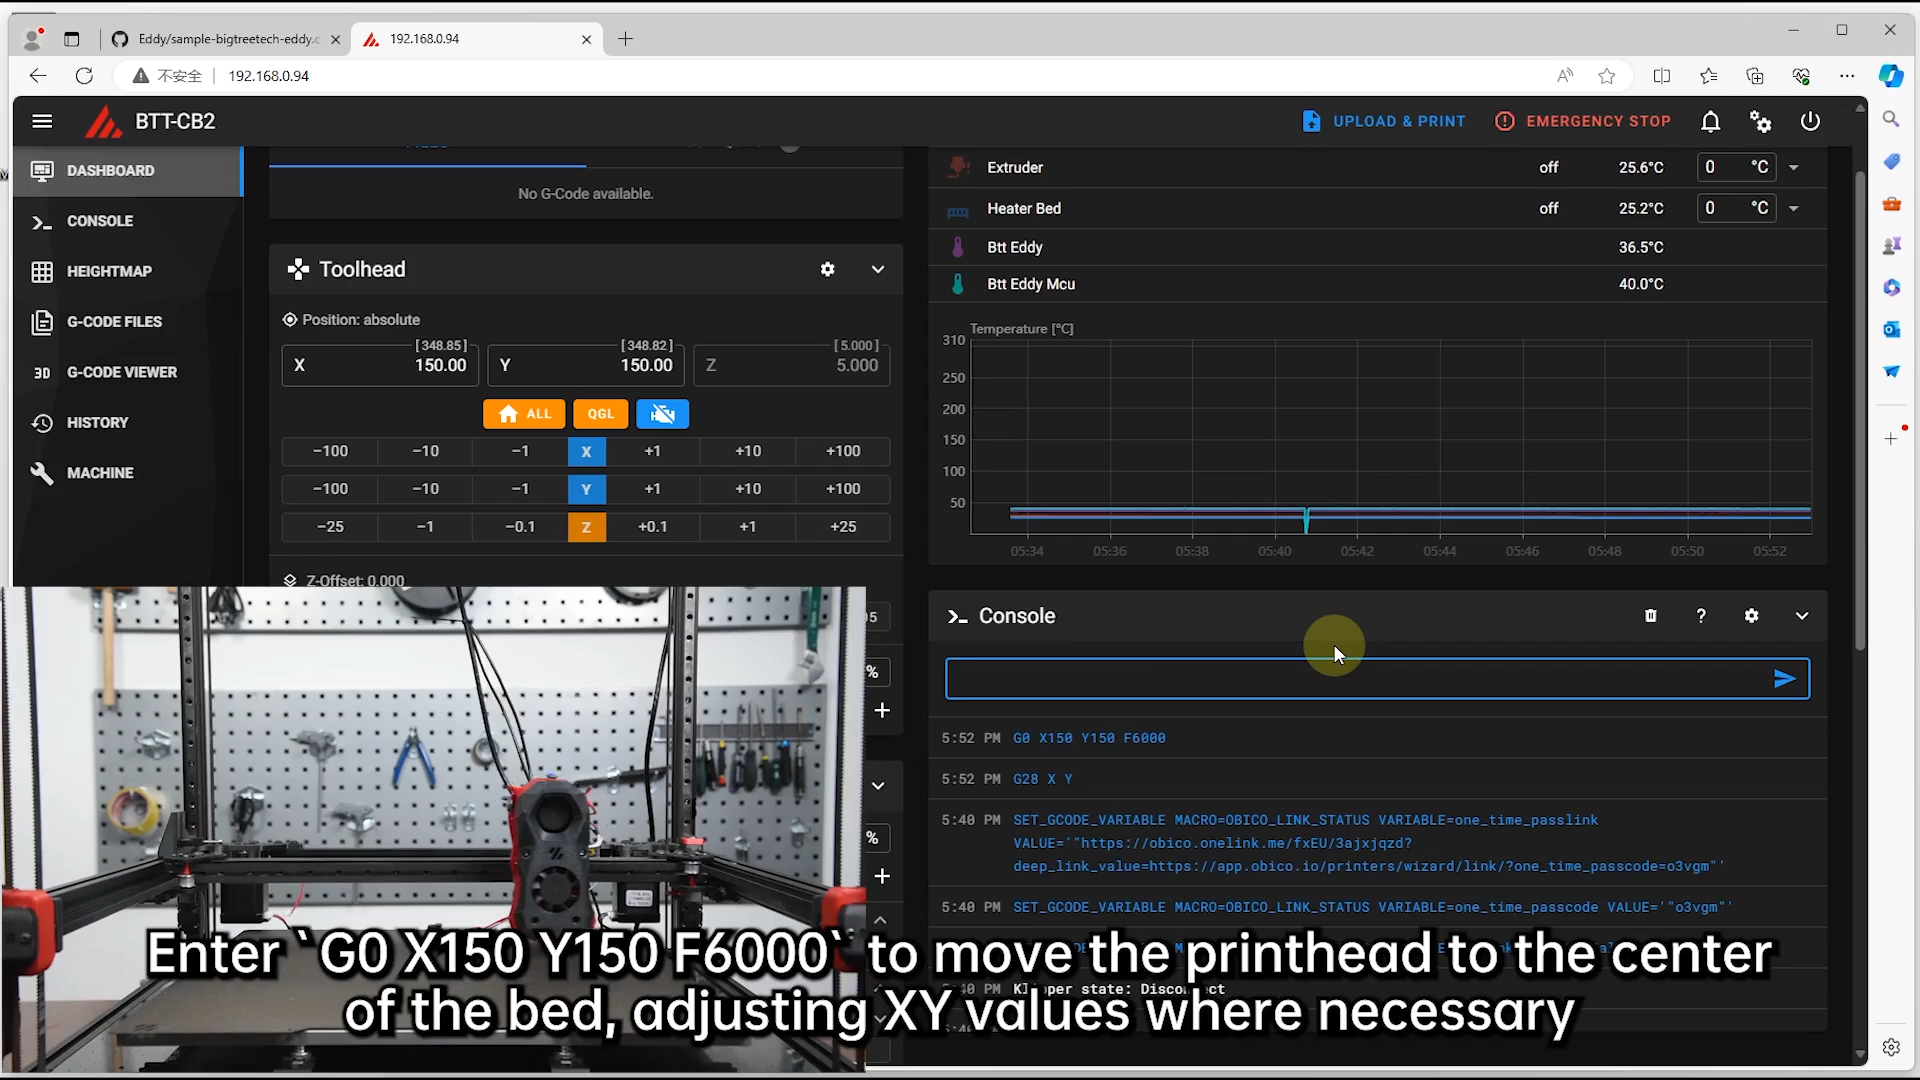 Eddy/sample-bigtreetech-eddy.c
192.168.0.94
不安全
192.168.0.94
BTT-CB2
UPLOAD & PRINT
EMERGENCY STOP
DASHBOARD
CONSOLE
HEIGHTMAP
G-CODE FILES
3D G-CODE VIEWER
HISTORY
MACHINE
No G-Code available.
Toolhead
Position: absolute
[348.85] [348.82] [5.000]
X 150.00 Y 150.00 Z 5.000
ALL QGL
-100 -10 -1 X +1 +10 +100
-100 -10 -1 Y +1 +10 +100
-25 -1 -0.1 Z +0.1 +1 +25
Z-Offset: 0.000
%
%
Extruder off 25.6°C 0 °C
Heater Bed off 25.2°C 0 °C
Btt Eddy 36.5°C
Btt Eddy Mcu 40.0°C
Temperature [°C]
310
250
200
150
100
50
05:34 05:36 05:38 05:40 05:42 05:44 05:46 05:48 05:50 05:52
Console
5:52 PM G0 X150 Y150 F6000
5:52 PM G28 X Y
5:40 PM SET_GCODE_VARIABLE MACRO=OBICO_LINK_STATUS VARIABLE=one_time_passlink
VALUE='"https://obico.onelink.me/fxEU/3ajxjqzd?
deep_link_value=https://app.obico.io/printers/wizard/link/?one_time_passcode=o3vgm"'
5:40 PM SET_GCODE_VARIABLE MACRO=OBICO_LINK_STATUS VARIABLE=one_time_passcode VALUE='"o3vgm"'
5:40 PM Klipper state: Disconnect
Enter `G0 X150 Y150 F6000` to move the printhead to the center
of the bed, adjusting XY values where necessary